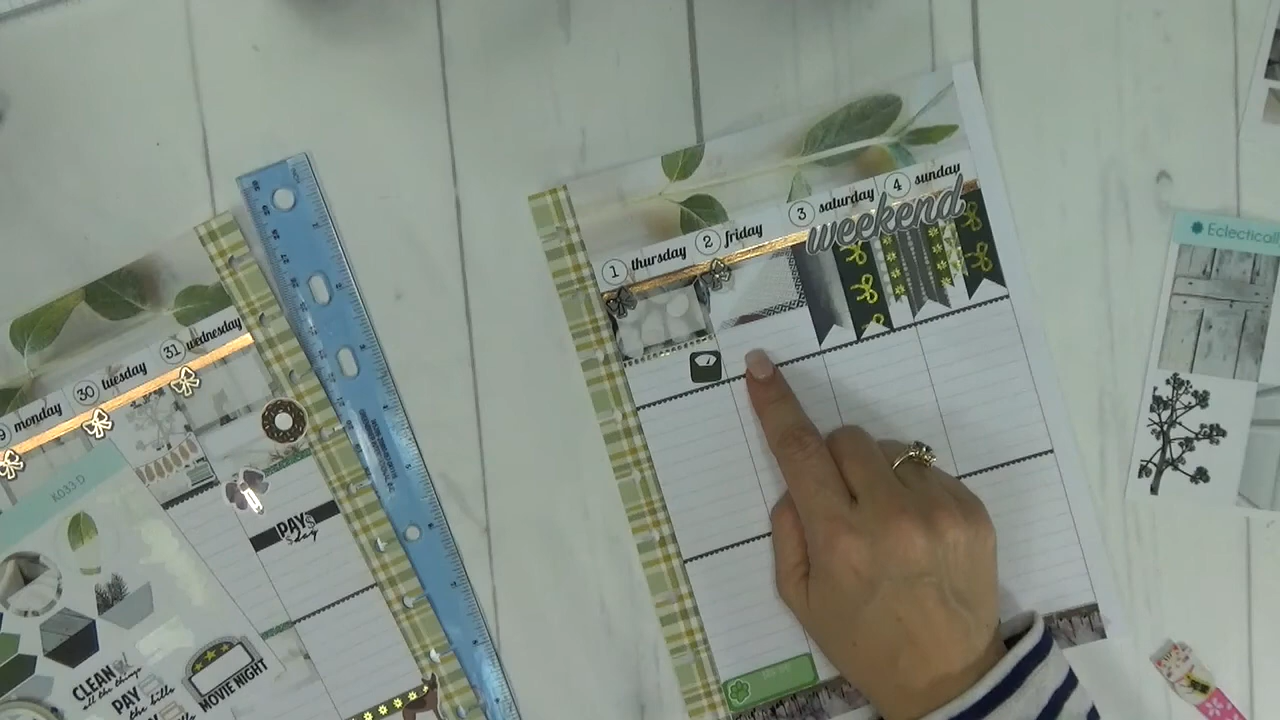 monday
30 tuesday
31 wednesday
K033 D
PAY
day
CLEAN
all the things
PAY
the bills
MOVIE NIGHT
1 thursday
2 friday
3 saturday
4 sunday
weekend
Eclecticall